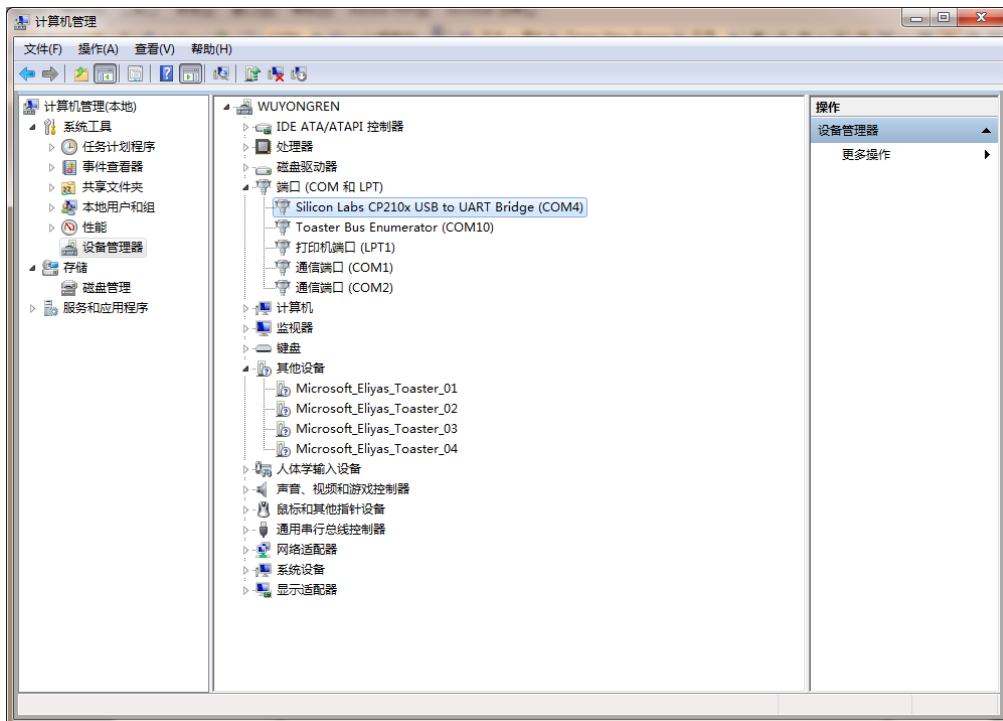 计算机管理
文件(F) 操作(A) 查看(V) 帮助(H)
计算机管理(本地)
系统工具
任务计划程序
事件查看器
共享文件夹
本地用户和组
性能
设备管理器
存储
磁盘管理
服务和应用程序
WUYONGREN
IDE ATA/ATAPI 控制器
处理器
磁盘驱动器
端口 (COM 和 LPT)
Silicon Labs CP210x USB to UART Bridge (COM4)
Toaster Bus Enumerator (COM10)
打印机端口 (LPT1)
通信端口 (COM1)
通信端口 (COM2)
计算机
监视器
键盘
其他设备
Microsoft_Eliyas_Toaster_01
Microsoft_Eliyas_Toaster_02
Microsoft_Eliyas_Toaster_03
Microsoft_Eliyas_Toaster_04
人体学输入设备
声音、视频和游戏控制器
鼠标和其他指针设备
通用串行总线控制器
网络适配器
系统设备
显示适配器
操作
设备管理器
更多操作